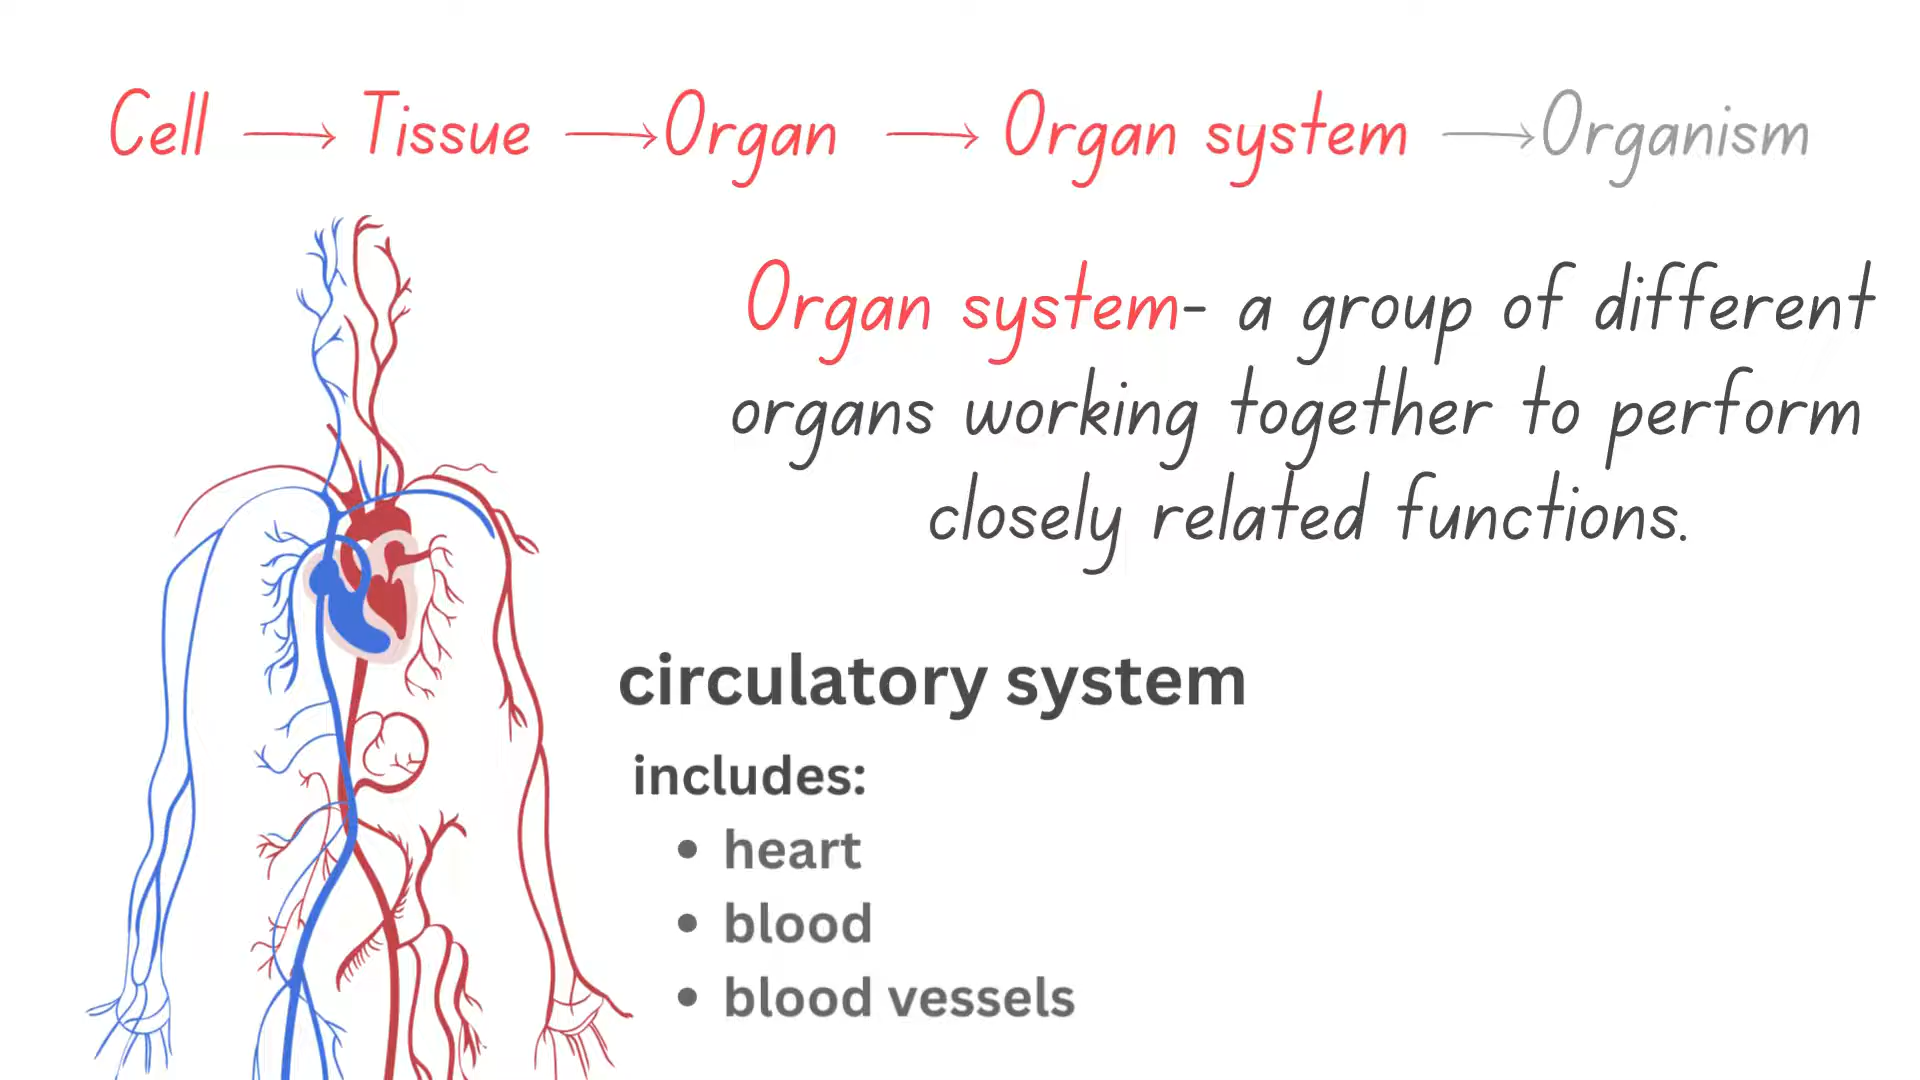 Cell → Tissue → Organ → Organ system → Organism
Organ system- a group of different
organs working together to perform
closely related functions.
circulatory system
includes:
• heart
• blood
• blood vessels